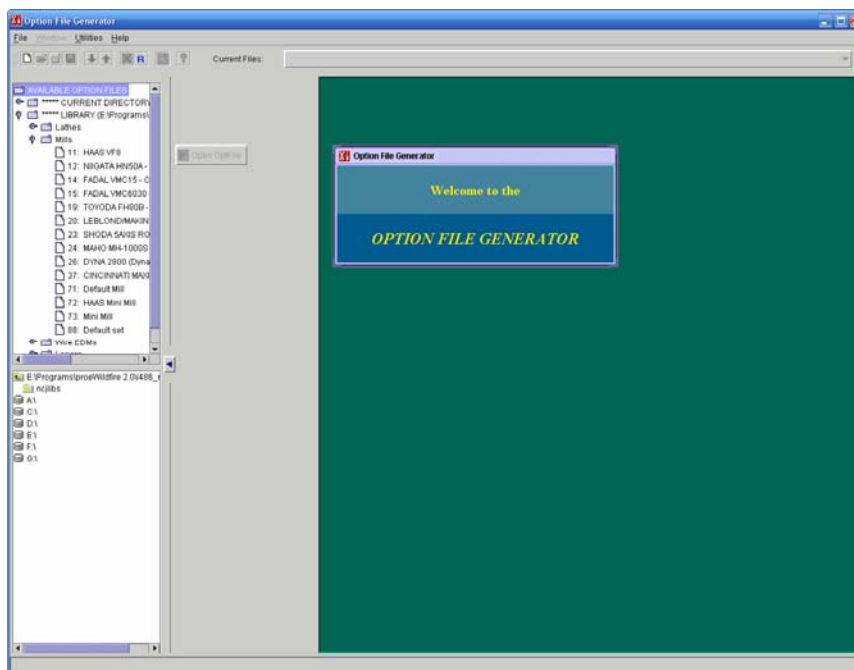 Option File Generator
File Window Utilities Help
R ? Current Files:
AVAILABLE OPTION FILES
***** CURRENT DIRECTORY
***** LIBRARY (E:\Programs\
Lathes
Mills
11: HAAS VF8
12: NIIGATA HN50A -
14: FADAL VMC15 - C
15: FADAL VMC6030 -
19: TOYODA FH80B -
20: LEBLOND/MAKIN
23: SHODA 5AXIS RO
24: MAHO MH-1000S
26: DYNA 2800 (Dyna
37: CINCINNATI MAXI
71: Default Mill
72: HAAS Mini Mill
73: Mini Mill
88: Default set
Wire EDMs
Open OptFile
Option File Generator
Welcome to the
OPTION FILE GENERATOR
E:\Programs\proeWildfire 2.0\i486_
ncjlibs
A:\
C:\
D:\
E:\
F:\
G:\